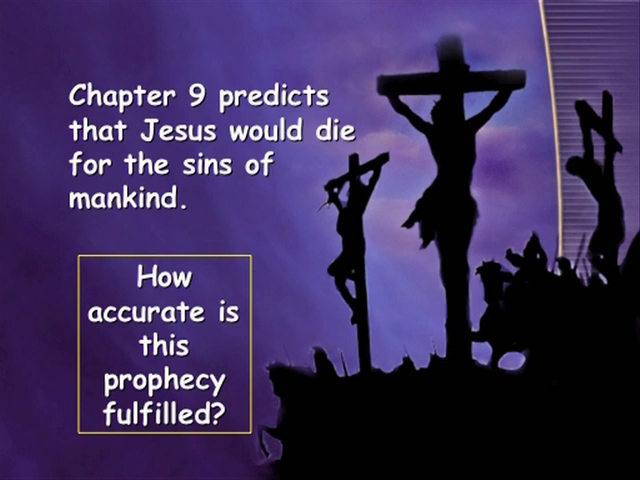 Chapter 9 predicts
that Jesus would die
for the sins of
mankind.
How
accurate is
this
prophecy
fulfilled?